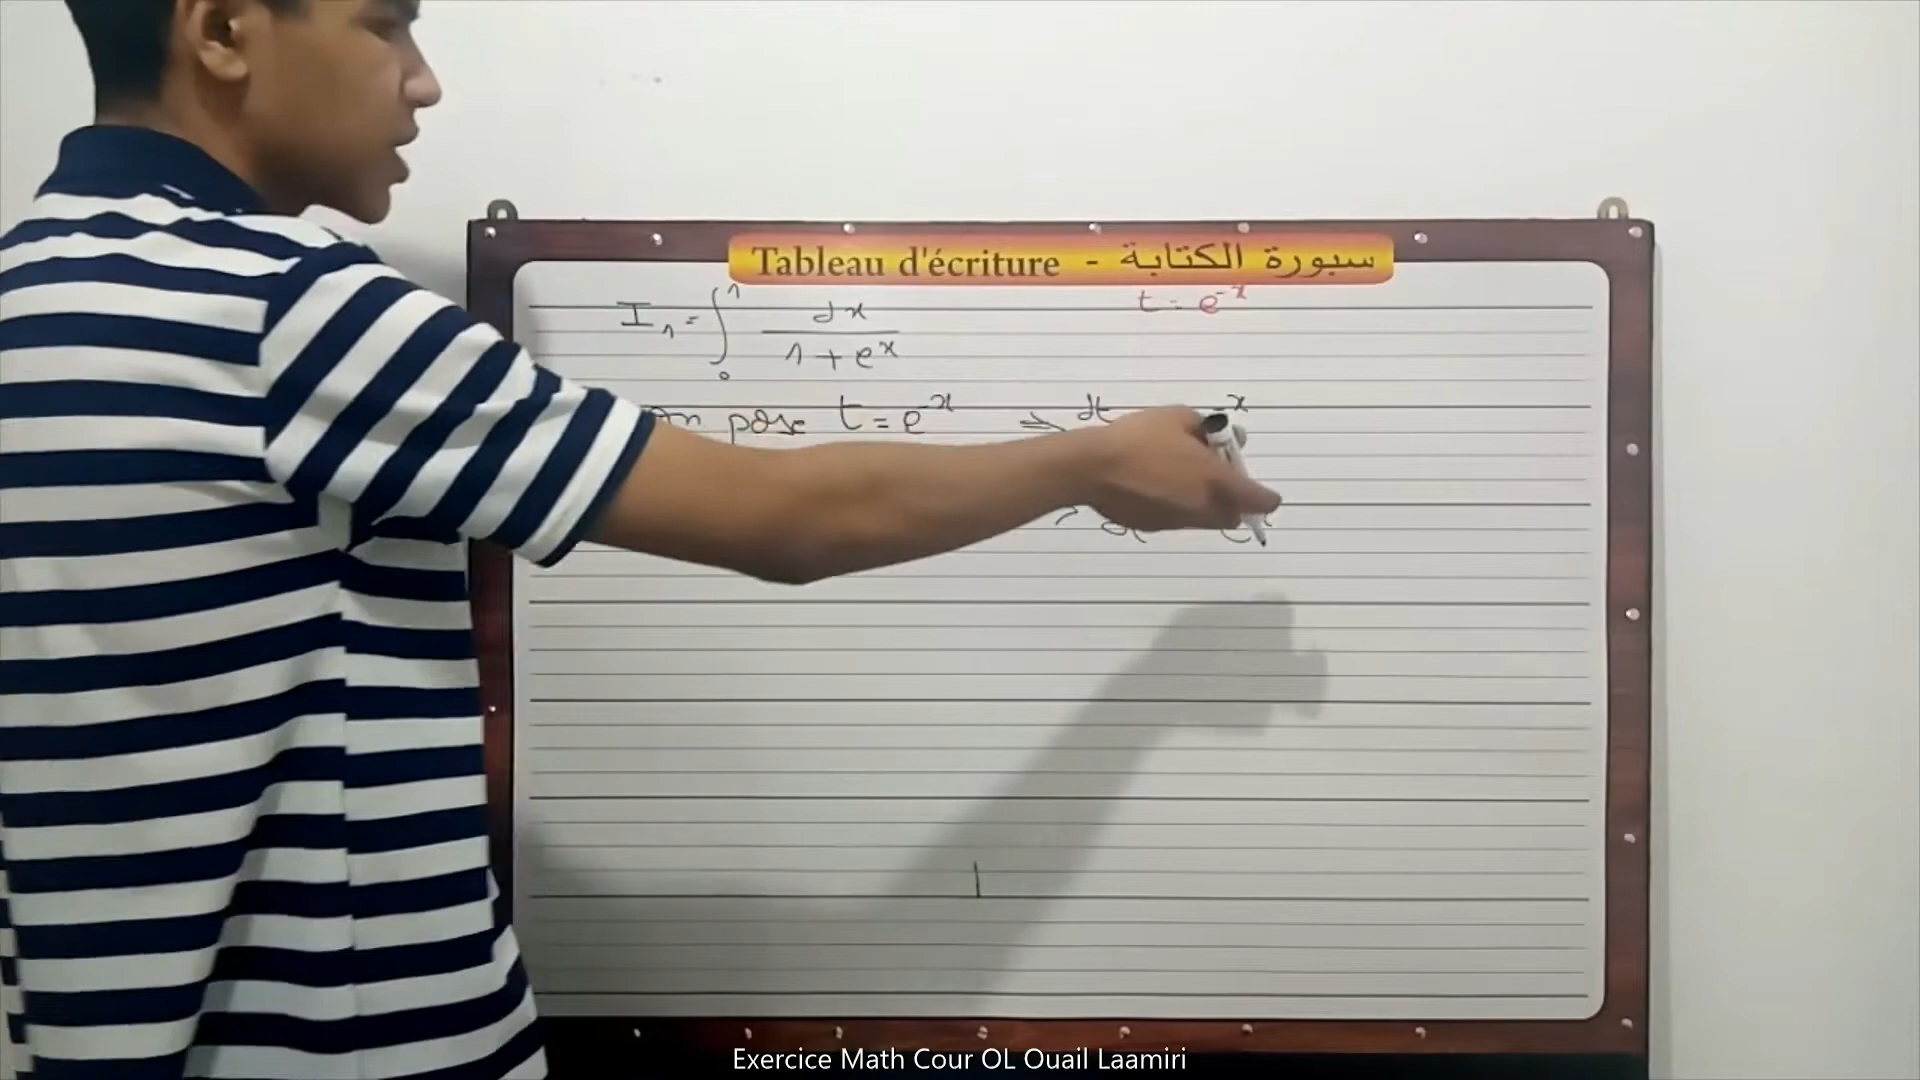 Tableau d'écriture - سبورة الكتابة
t = e^-x
I₁ = ∫₀¹ dx / (1 + e^x)
on pose t = e^-x ⇒ dt -x
Exercice Math Cour OL Ouail Laamiri